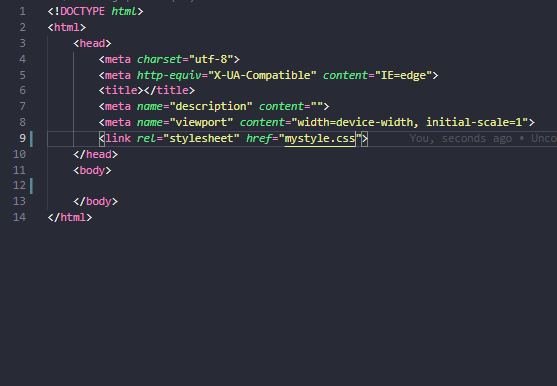 1 <!DOCTYPE html>
2 <html>
3 <head>
4 <meta charset="utf-8">
5 <meta http-equiv="X-UA-Compatible" content="IE=edge">
6 <title></title>
7 <meta name="description" content="">
8 <meta name="viewport" content="width=device-width, initial-scale=1">
9 <link rel="stylesheet" href="mystyle.css"> You, seconds ago • Unco
10 </head>
11 <body>
12
13 </body>
14 </html>